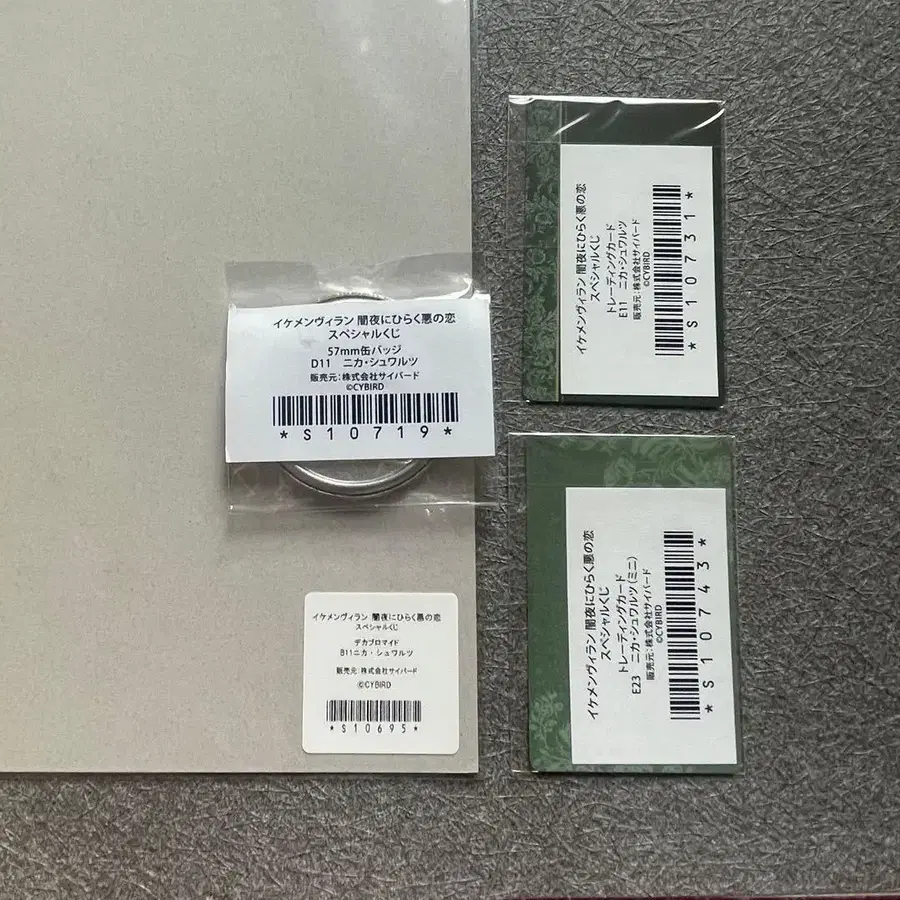 イケメンヴィラン 闇夜にひらく悪の恋
スペシャルくじ
57mm缶バッジ
D11 ニカ・シュワルツ
販売元:株式会社サイバード
©CYBIRD
*S10719*
イケメンヴィラン 闇夜にひらく悪の恋
スペシャルくじ
デカブロマイド
B11ニカ・シュワルツ
販売元:株式会社サイバード
©CYBIRD
*S10695*
イケメンヴィラン 闇夜にひらく悪の恋
スペシャルくじ
トレーディングカード
E11 ニカ・シュワルツ
販売元:株式会社サイバード
©CYBIRD
*S10731*
イケメンヴィラン 闇夜にひらく悪の恋
スペシャルくじ
トレーディングカード
E23 ニカ・シュワルツ(ミニ)
販売元:株式会社サイバード
©CYBIRD
*S10743*